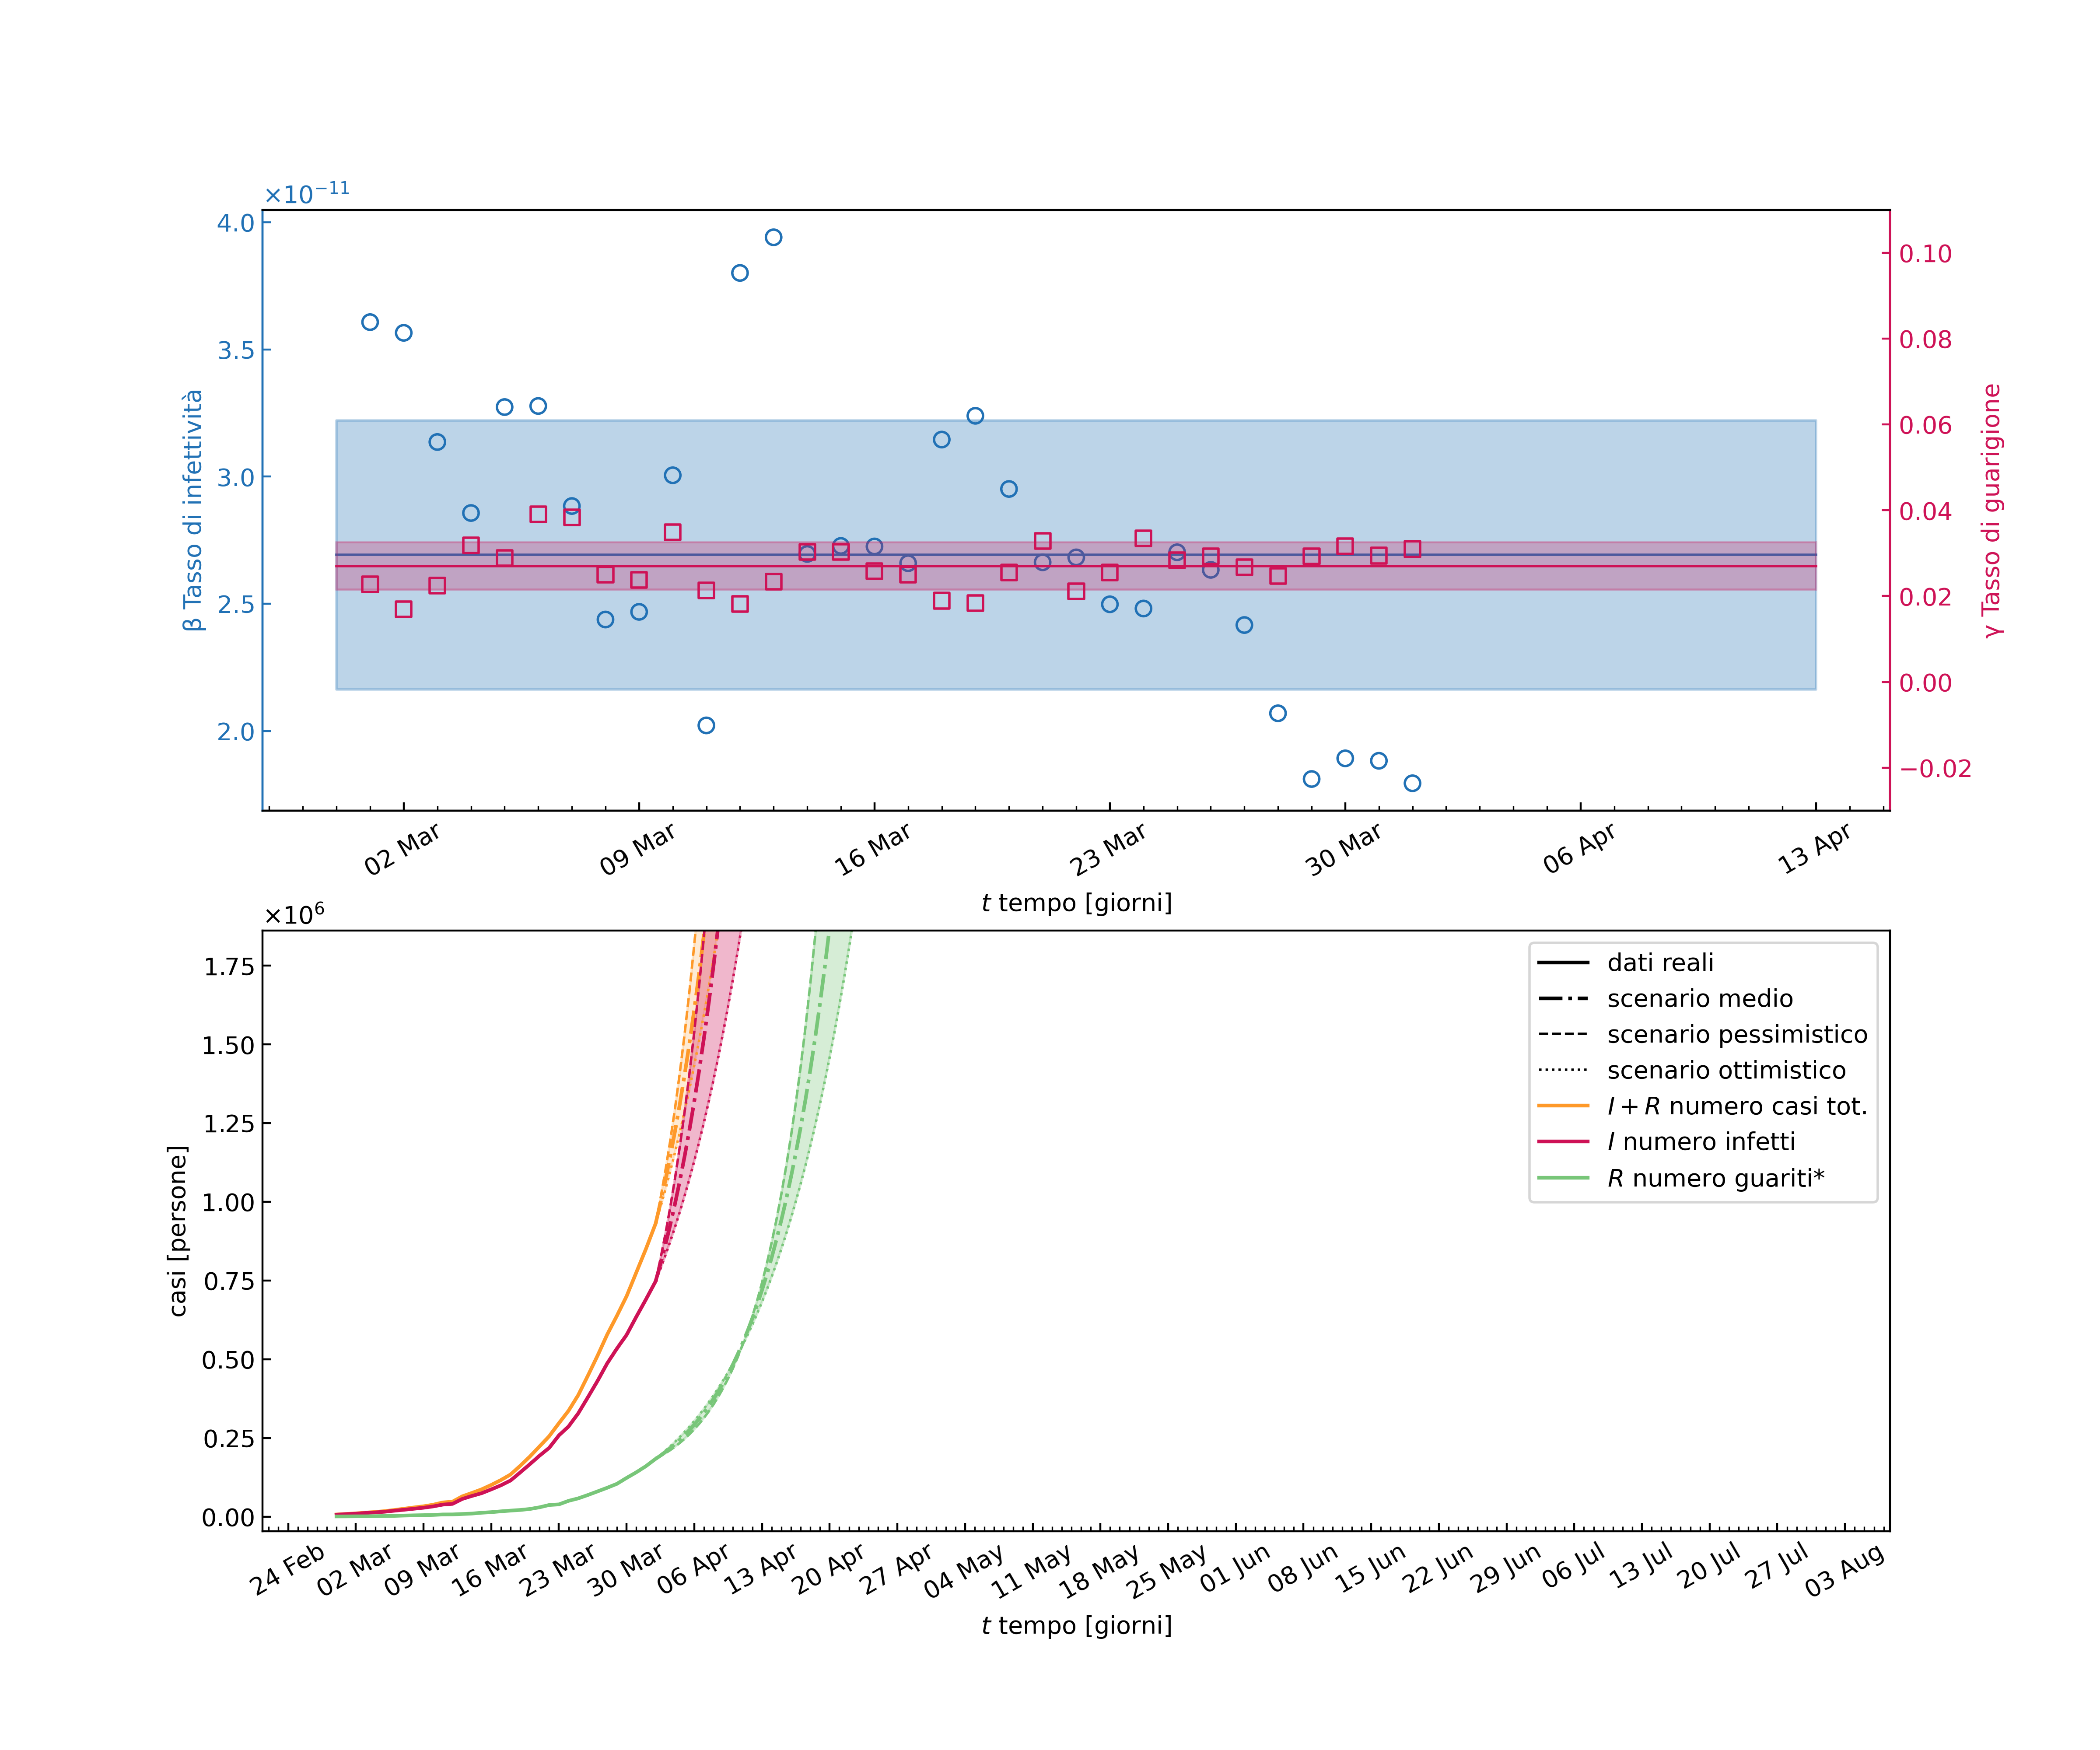 ×10⁻¹¹
4.0
3.5
3.0
2.5
2.0
β Tasso di infettività
0.10
0.08
0.06
0.04
0.02
0.00
−0.02
γ Tasso di guarigione
02 Mar
09 Mar
16 Mar
23 Mar
30 Mar
06 Apr
13 Apr
t tempo [giorni]
×10⁶
1.75
1.50
1.25
1.00
0.75
0.50
0.25
0.00
casi [persone]
dati reali
scenario medio
scenario pessimistico
scenario ottimistico
I + R numero casi tot.
I numero infetti
R numero guariti*
24 Feb
02 Mar
09 Mar
16 Mar
23 Mar
30 Mar
06 Apr
13 Apr
20 Apr
27 Apr
04 May
11 May
18 May
25 May
01 Jun
08 Jun
15 Jun
22 Jun
29 Jun
06 Jul
13 Jul
20 Jul
27 Jul
03 Aug
t tempo [giorni]